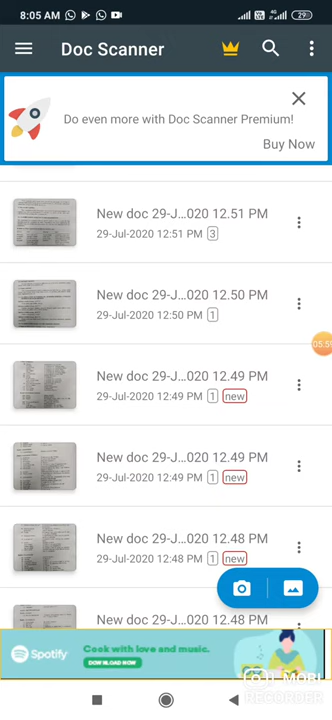 8:05 AM
29
Doc Scanner
Do even more with Doc Scanner Premium!
Buy Now
New doc 29-J...020 12.51 PM
29-Jul-2020 12:51 PM 3
New doc 29-J...020 12.50 PM
29-Jul-2020 12:50 PM 1
05:5
New doc 29-J...020 12.49 PM
29-Jul-2020 12:49 PM 1 new
New doc 29-J...020 12.49 PM
29-Jul-2020 12:49 PM 1 new
New doc 29-J...020 12.48 PM
29-Jul-2020 12:48 PM 1 new
New doc 29-J...020 12.48 PM
Spotify
Cook with love and music.
DOWNLOAD NOW
MOBI
RECORDER